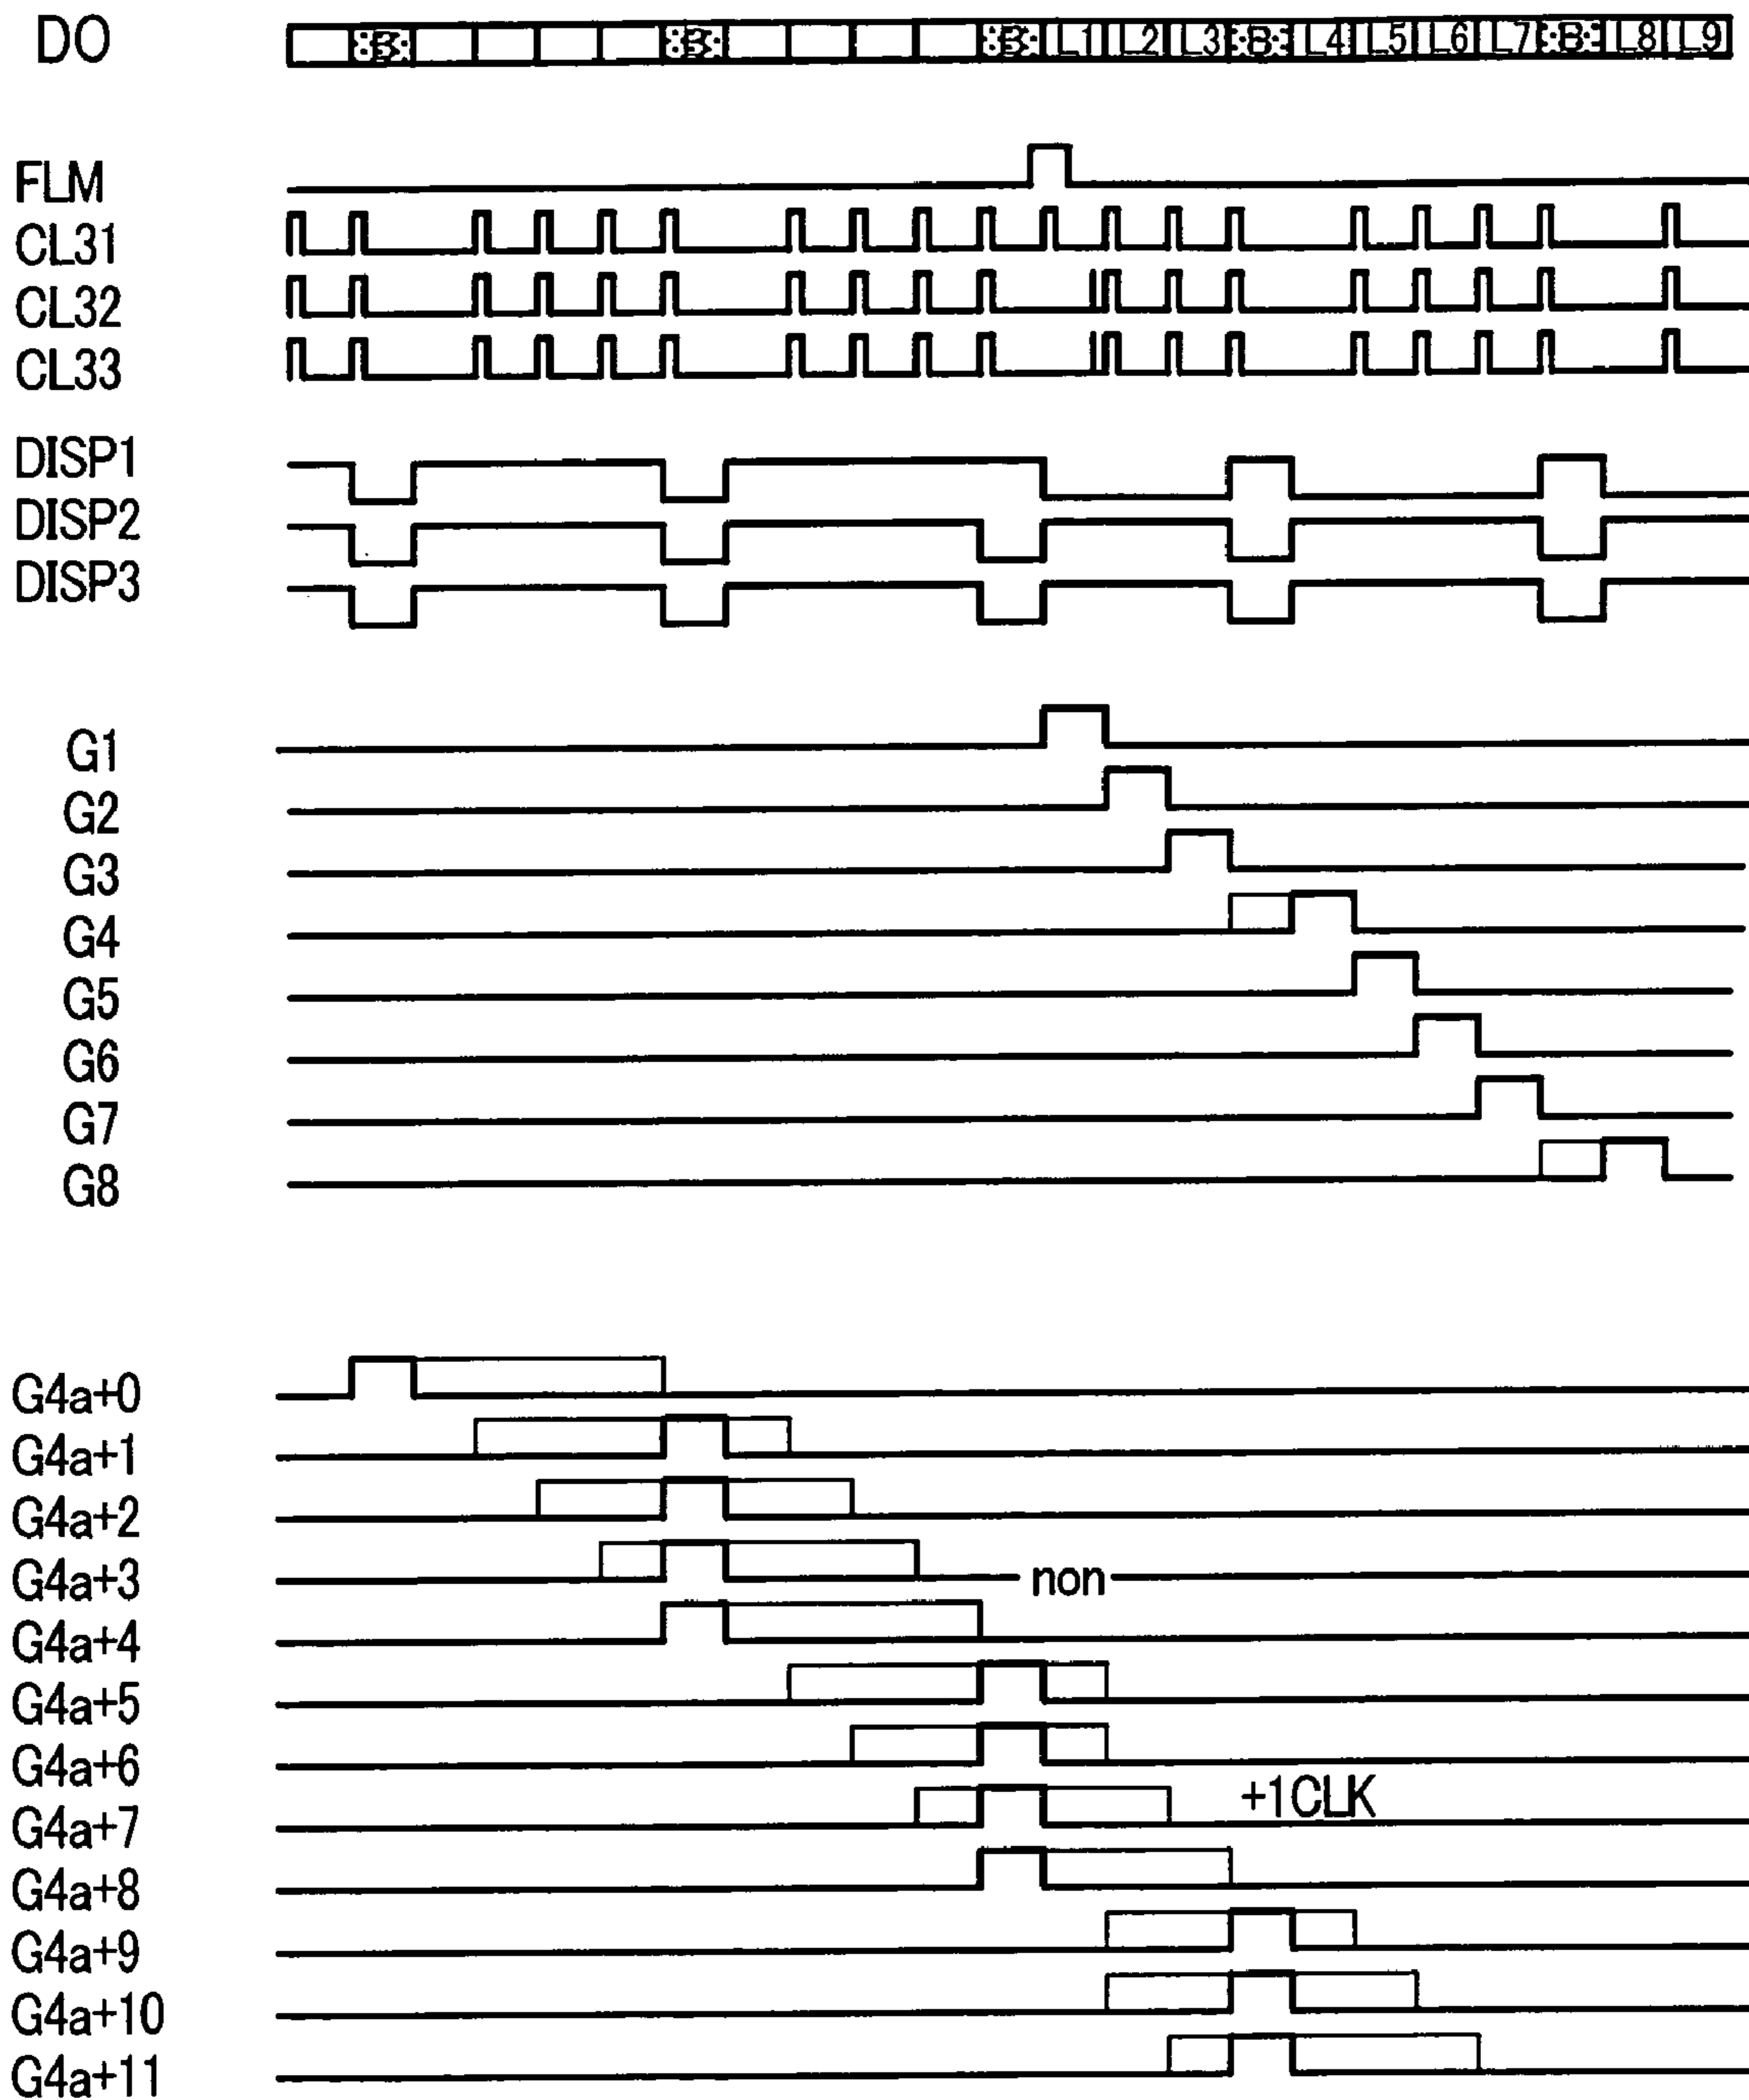 DO B B B L1 L2 L3 B L4 L5 L6 L7 B L8 L9
FLM
CL31
CL32
CL33
DISP1
DISP2
DISP3
G1
G2
G3
G4
G5
G6
G7
G8
G4a+0
G4a+1
G4a+2
G4a+3 non
G4a+4
G4a+5
G4a+6
G4a+7 +1CLK
G4a+8
G4a+9
G4a+10
G4a+11